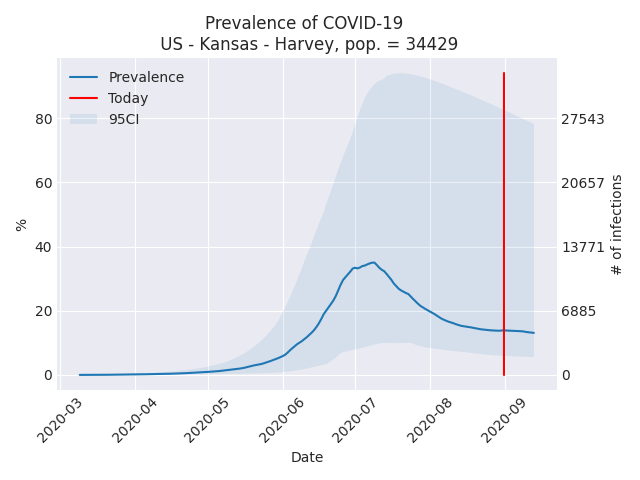 Prevalence of COVID-19
US - Kansas - Harvey, pop. = 34429
Prevalence
Today
95CI
80
60
40
20
0
%
27543
20657
13771
6885
0
# of infections
2020-03
2020-04
2020-05
2020-06
2020-07
2020-08
2020-09
Date